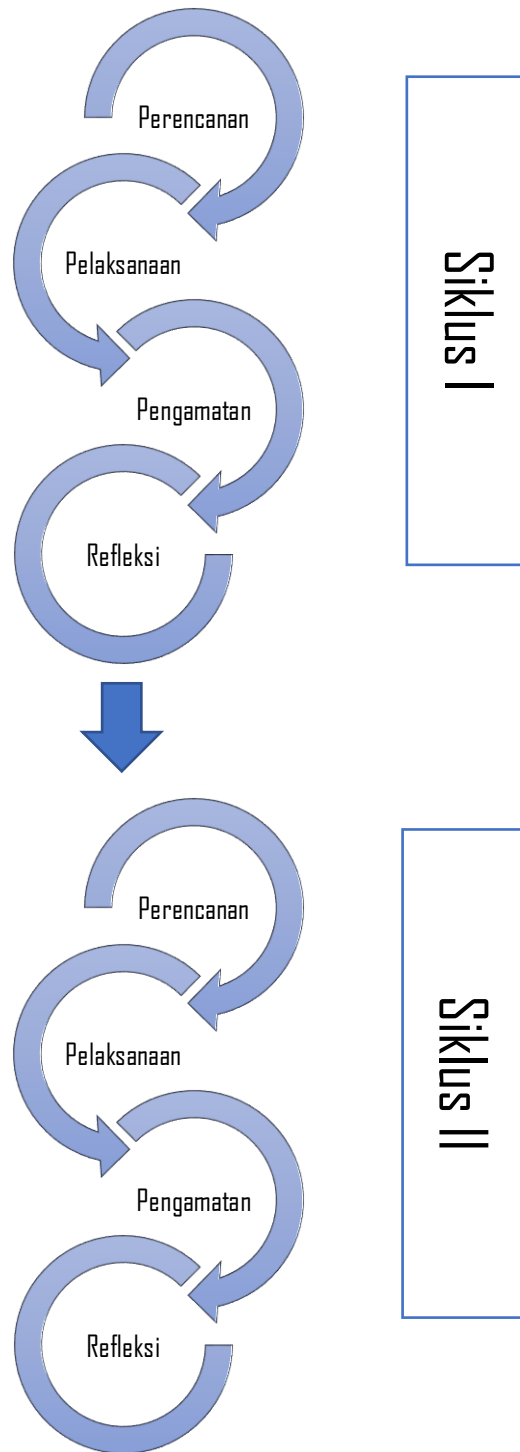 Perencanan
Pelaksanaan
Pengamatan
Refleksi
Siklus I
Perencanan
Pelaksanaan
Pengamatan
Refleksi
Siklus II